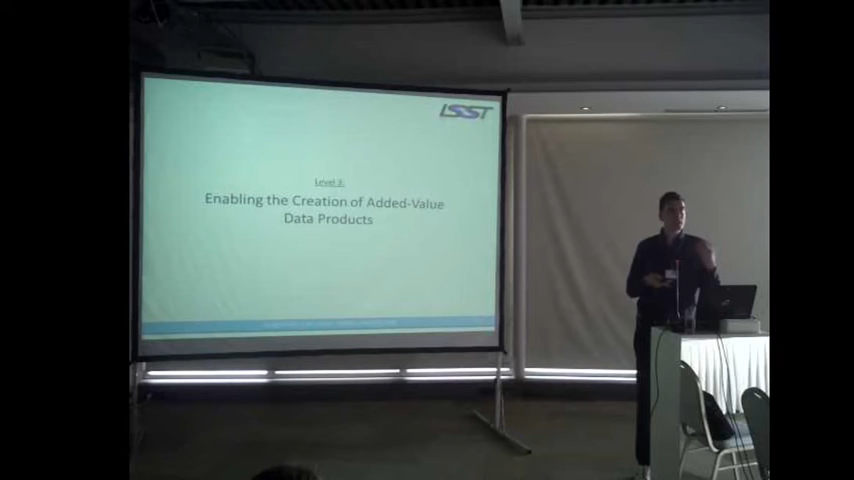 LSST
Level 3:
Enabling the Creation of Added-Value
Data Products